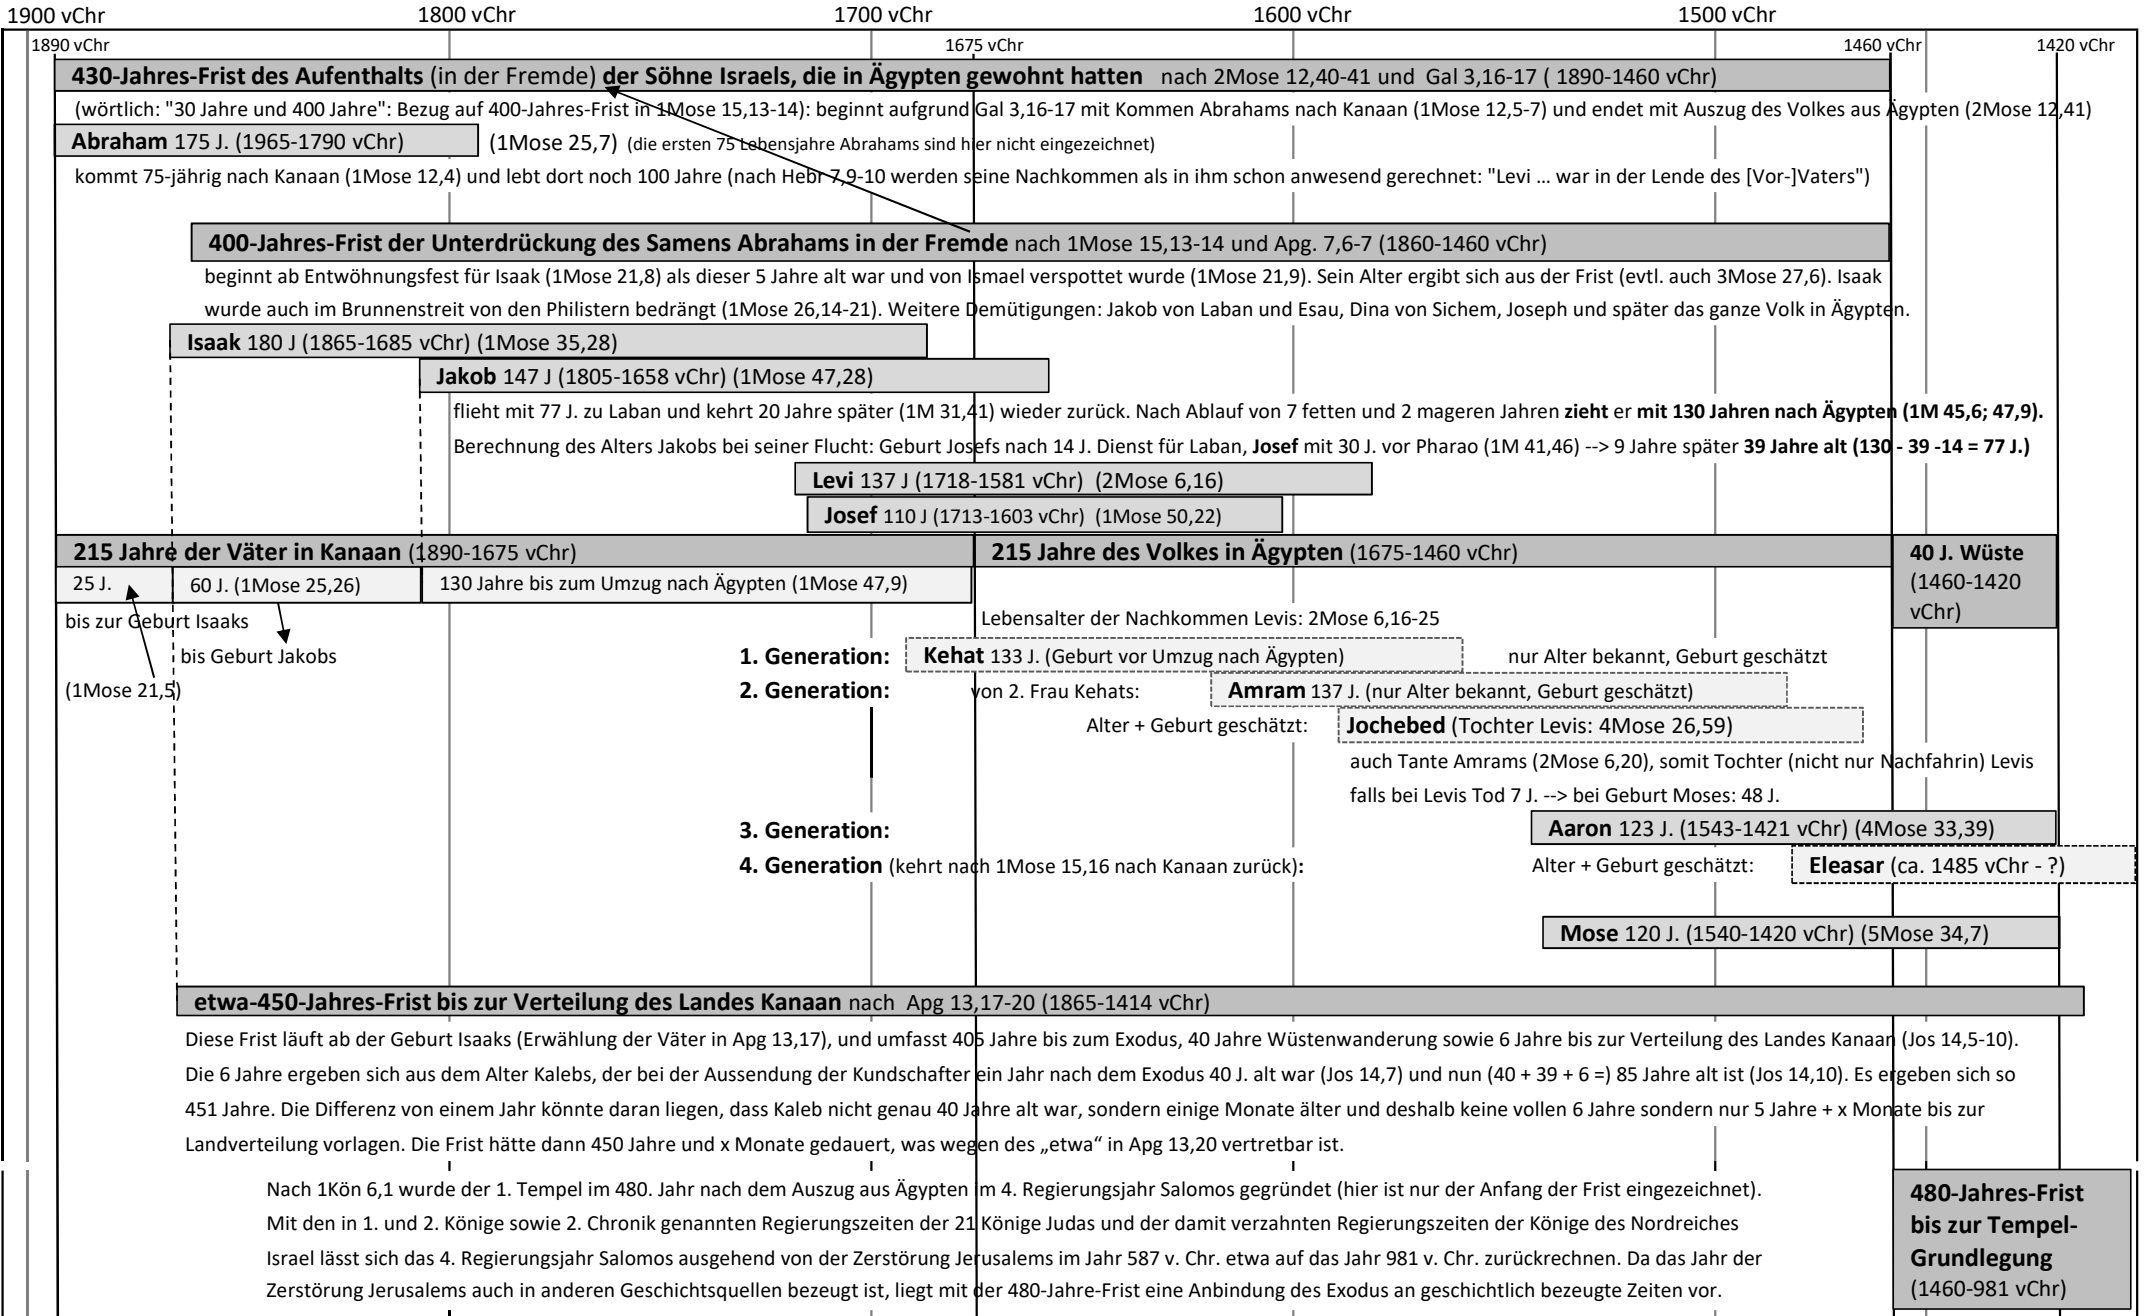 1900 vChr 1800 vChr 1700 vChr 1600 vChr 1500 vChr
1890 vChr 1675 vChr 1460 vChr 1420 vChr
430-Jahres-Frist des Aufenthalts (in der Fremde) der Söhne Israels, die in Ägypten gewohnt hatten nach 2Mose 12,40-41 und Gal 3,16-17 ( 1890-1460 vChr)
(wörtlich: "30 Jahre und 400 Jahre": Bezug auf 400-Jahres-Frist in 1Mose 15,13-14): beginnt aufgrund Gal 3,16-17 mit Kommen Abrahams nach Kanaan (1Mose 12,5-7) und endet mit Auszug des Volkes aus Ägypten (2Mose 12,41)
Abraham 175 J. (1965-1790 vChr) (1Mose 25,7) (die ersten 75 Lebensjahre Abrahams sind hier nicht eingezeichnet)
kommt 75-jährig nach Kanaan (1Mose 12,4) und lebt dort noch 100 Jahre (nach Hebr 7,9-10 werden seine Nachkommen als in ihm schon anwesend gerechnet: "Levi ... war in der Lende des [Vor-]Vaters")
400-Jahres-Frist der Unterdrückung des Samens Abrahams in der Fremde nach 1Mose 15,13-14 und Apg. 7,6-7 (1860-1460 vChr)
beginnt ab Entwöhnungsfest für Isaak (1Mose 21,8) als dieser 5 Jahre alt war und von Ismael verspottet wurde (1Mose 21,9). Sein Alter ergibt sich aus der Frist (evtl. auch 3Mose 27,6). Isaak
wurde auch im Brunnenstreit von den Philistern bedrängt (1Mose 26,14-21). Weitere Demütigungen: Jakob von Laban und Esau, Dina von Sichem, Joseph und später das ganze Volk in Ägypten.
Isaak 180 J (1865-1685 vChr) (1Mose 35,28)
Jakob 147 J (1805-1658 vChr) (1Mose 47,28)
flieht mit 77 J. zu Laban und kehrt 20 Jahre später (1M 31,41) wieder zurück. Nach Ablauf von 7 fetten und 2 mageren Jahren zieht er mit 130 Jahren nach Ägypten (1M 45,6; 47,9).
Berechnung des Alters Jakobs bei seiner Flucht: Geburt Josefs nach 14 J. Dienst für Laban, Josef mit 30 J. vor Pharao (1M 41,46) --> 9 Jahre später 39 Jahre alt (130 - 39 -14 = 77 J.)
Levi 137 J (1718-1581 vChr) (2Mose 6,16)
Josef 110 J (1713-1603 vChr) (1Mose 50,22)
215 Jahre der Väter in Kanaan (1890-1675 vChr) 215 Jahre des Volkes in Ägypten (1675-1460 vChr) 40 J. Wüste
(1460-1420
vChr)
25 J. 60 J. (1Mose 25,26) 130 Jahre bis zum Umzug nach Ägypten (1Mose 47,9)
bis zur Geburt Isaaks Lebensalter der Nachkommen Levis: 2Mose 6,16-25
bis Geburt Jakobs 1. Generation: Kehat 133 J. (Geburt vor Umzug nach Ägypten) nur Alter bekannt, Geburt geschätzt
(1Mose 21,5) 2. Generation: von 2. Frau Kehats: Amram 137 J. (nur Alter bekannt, Geburt geschätzt)
Alter + Geburt geschätzt: Jochebed (Tochter Levis: 4Mose 26,59)
auch Tante Amrams (2Mose 6,20), somit Tochter (nicht nur Nachfahrin) Levis
falls bei Levis Tod 7 J. --> bei Geburt Moses: 48 J.
3. Generation: Aaron 123 J. (1543-1421 vChr) (4Mose 33,39)
4. Generation (kehrt nach 1Mose 15,16 nach Kanaan zurück): Alter + Geburt geschätzt: Eleasar (ca. 1485 vChr - ?)
Mose 120 J. (1540-1420 vChr) (5Mose 34,7)
etwa-450-Jahres-Frist bis zur Verteilung des Landes Kanaan nach Apg 13,17-20 (1865-1414 vChr)
Diese Frist läuft ab der Geburt Isaaks (Erwählung der Väter in Apg 13,17), und umfasst 405 Jahre bis zum Exodus, 40 Jahre Wüstenwanderung sowie 6 Jahre bis zur Verteilung des Landes Kanaan (Jos 14,5-10).
Die 6 Jahre ergeben sich aus dem Alter Kalebs, der bei der Aussendung der Kundschafter ein Jahr nach dem Exodus 40 J. alt war (Jos 14,7) und nun (40 + 39 + 6 =) 85 Jahre alt ist (Jos 14,10). Es ergeben sich so
451 Jahre. Die Differenz von einem Jahr könnte daran liegen, dass Kaleb nicht genau 40 Jahre alt war, sondern einige Monate älter und deshalb keine vollen 6 Jahre sondern nur 5 Jahre + x Monate bis zur
Landverteilung vorlagen. Die Frist hätte dann 450 Jahre und x Monate gedauert, was wegen des „etwa“ in Apg 13,20 vertretbar ist.
Nach 1Kön 6,1 wurde der 1. Tempel im 480. Jahr nach dem Auszug aus Ägypten im 4. Regierungsjahr Salomos gegründet (hier ist nur der Anfang der Frist eingezeichnet).
Mit den in 1. und 2. Könige sowie 2. Chronik genannten Regierungszeiten der 21 Könige Judas und der damit verzahnten Regierungszeiten der Könige des Nordreiches
Israel lässt sich das 4. Regierungsjahr Salomos ausgehend von der Zerstörung Jerusalems im Jahr 587 v. Chr. etwa auf das Jahr 981 v. Chr. zurückrechnen. Da das Jahr der
Zerstörung Jerusalems auch in anderen Geschichtsquellen bezeugt ist, liegt mit der 480-Jahre-Frist eine Anbindung des Exodus an geschichtlich bezeugte Zeiten vor.
480-Jahres-Frist
bis zur Tempel-
Grundlegung
(1460-981 vChr)